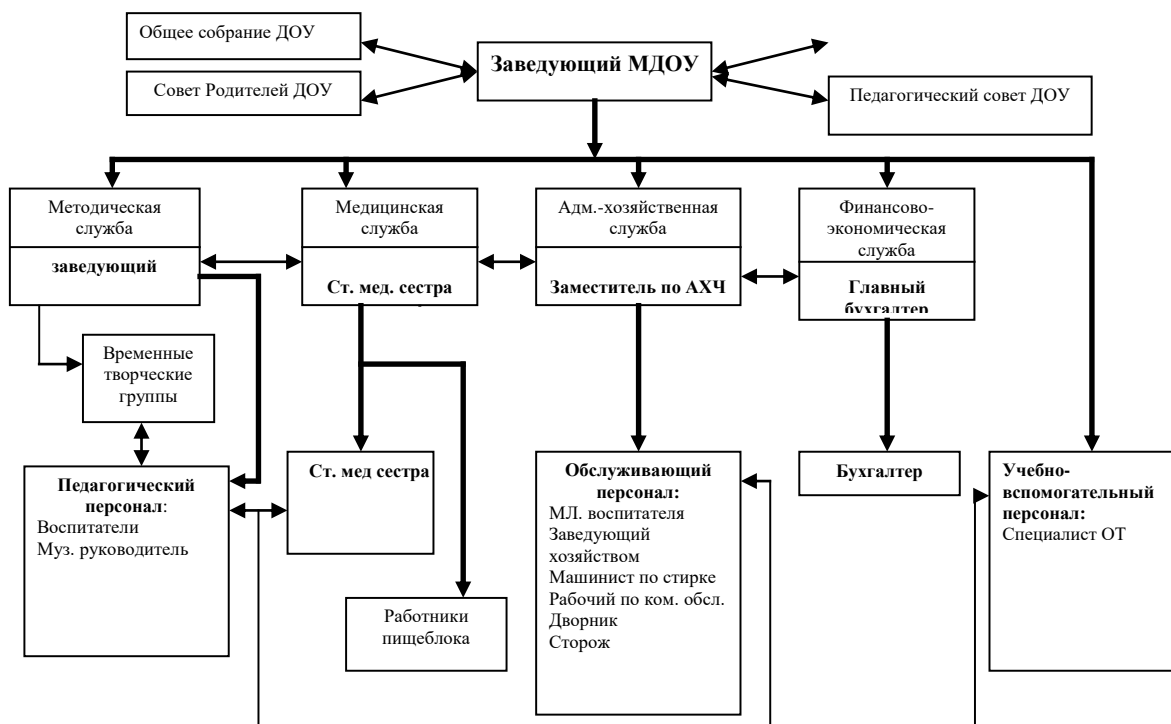 Общее собрание ДОУ
Заведующий МДОУ
Совет Родителей ДОУ
Педагогический совет ДОУ
Методическая
служба
заведующий
Медицинская
служба
Ст. мед. сестра
Адм.-хозяйственная
служба
Заместитель по АХЧ
Финансово-
экономическая
служба
Главный
бухгалтер
Временные
творческие
группы
Педагогический
персонал:
Воспитатели
Муз. руководитель
Ст. мед сестра
Работники
пищеблока
Обслуживающий
персонал:
МЛ. воспитателя
Заведующий
хозяйством
Машинист по стирке
Рабочий по ком. обсл.
Дворник
Сторож
Бухгалтер
Учебно-
вспомогательный
персонал:
Специалист ОТ